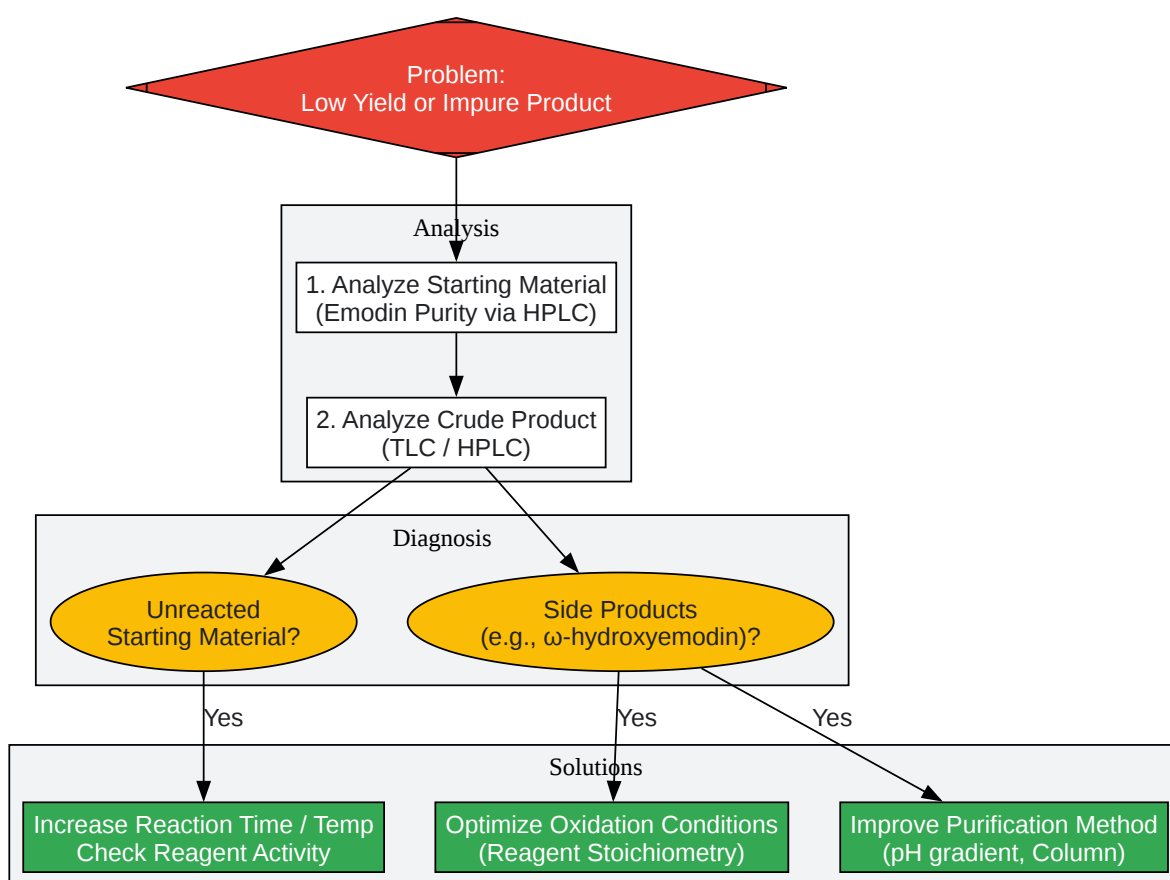 Problem:
Low Yield or Impure Product
Analysis
1. Analyze Starting Material
(Emodin Purity via HPLC)
2. Analyze Crude Product
(TLC / HPLC)
Diagnosis
Unreacted
Starting Material?
Side Products
(e.g., ω-hydroxyemodin)?
Yes
Yes
Yes
Solutions
Increase Reaction Time / Temp
Check Reagent Activity
Optimize Oxidation Conditions
(Reagent Stoichiometry)
Improve Purification Method
(pH gradient, Column)